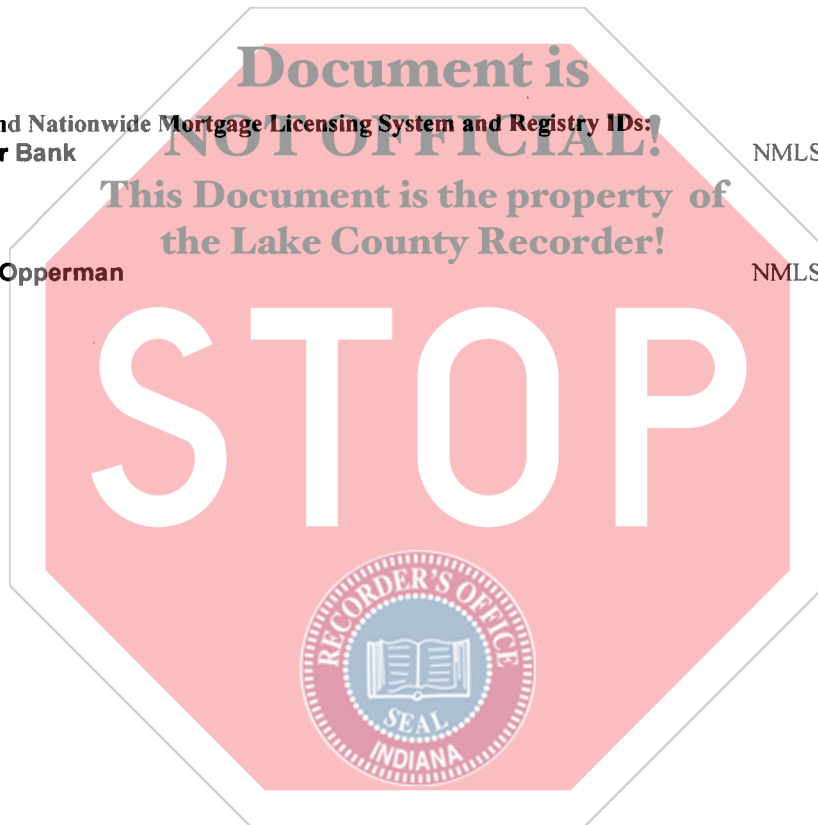 Document is
nd Nationwide Mortgage Licensing System and Registry IDs:
NOT OFFICIAL!
r Bank NMLS
This Document is the property of
the Lake County Recorder!
Opperman NMLS
STOP
RECORDER'S OFFICE
SEAL
INDIANA